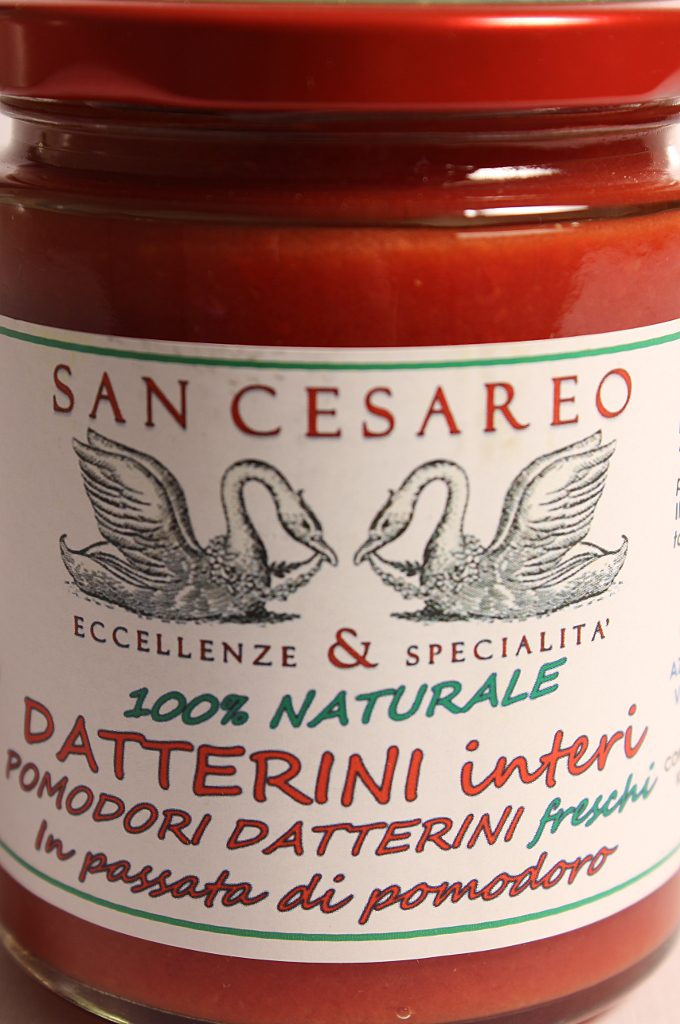 SAN CESAREO
ECCELLENZE & SPECIALITA'
100% NATURALE
DATTERINI interi
POMODORI DATTERINI freschi
In passata di pomodoro